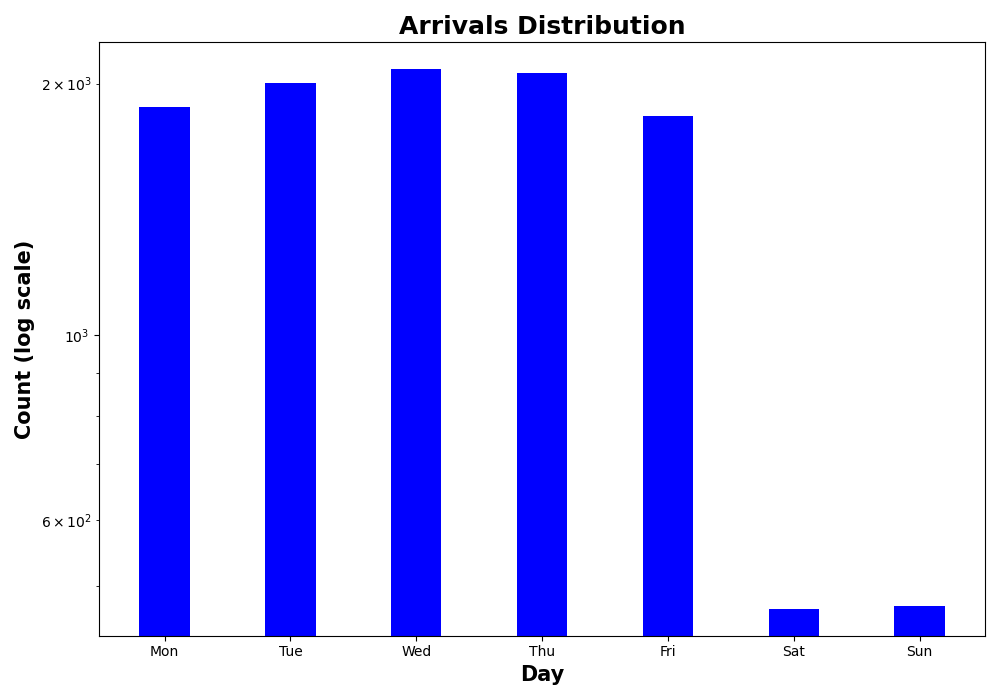 Arrivals Distribution
2 × 10³
10³
6 × 10²
Count (log scale)
Mon Tue Wed Thu Fri Sat Sun
Day